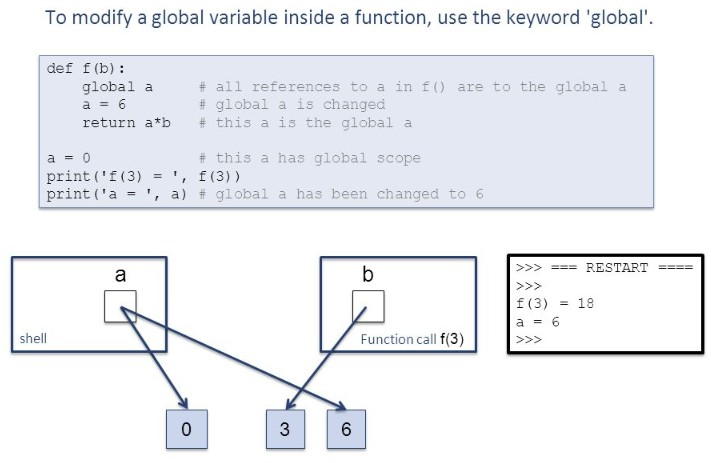 To modify a global variable inside a function, use the keyword 'global'.
def f(b):
    global a     # all references to a in f() are to the global a
    a = 6        # global a is changed
    return a*b   # this a is the global a
a = 0            # this a has global scope
print('f(3) = ', f(3))
print('a = ', a) # global a has been changed to 6
a
shell
b
Function call f(3)
>>> === RESTART ====
>>>
f(3) = 18
a = 6
>>>
0
3
6